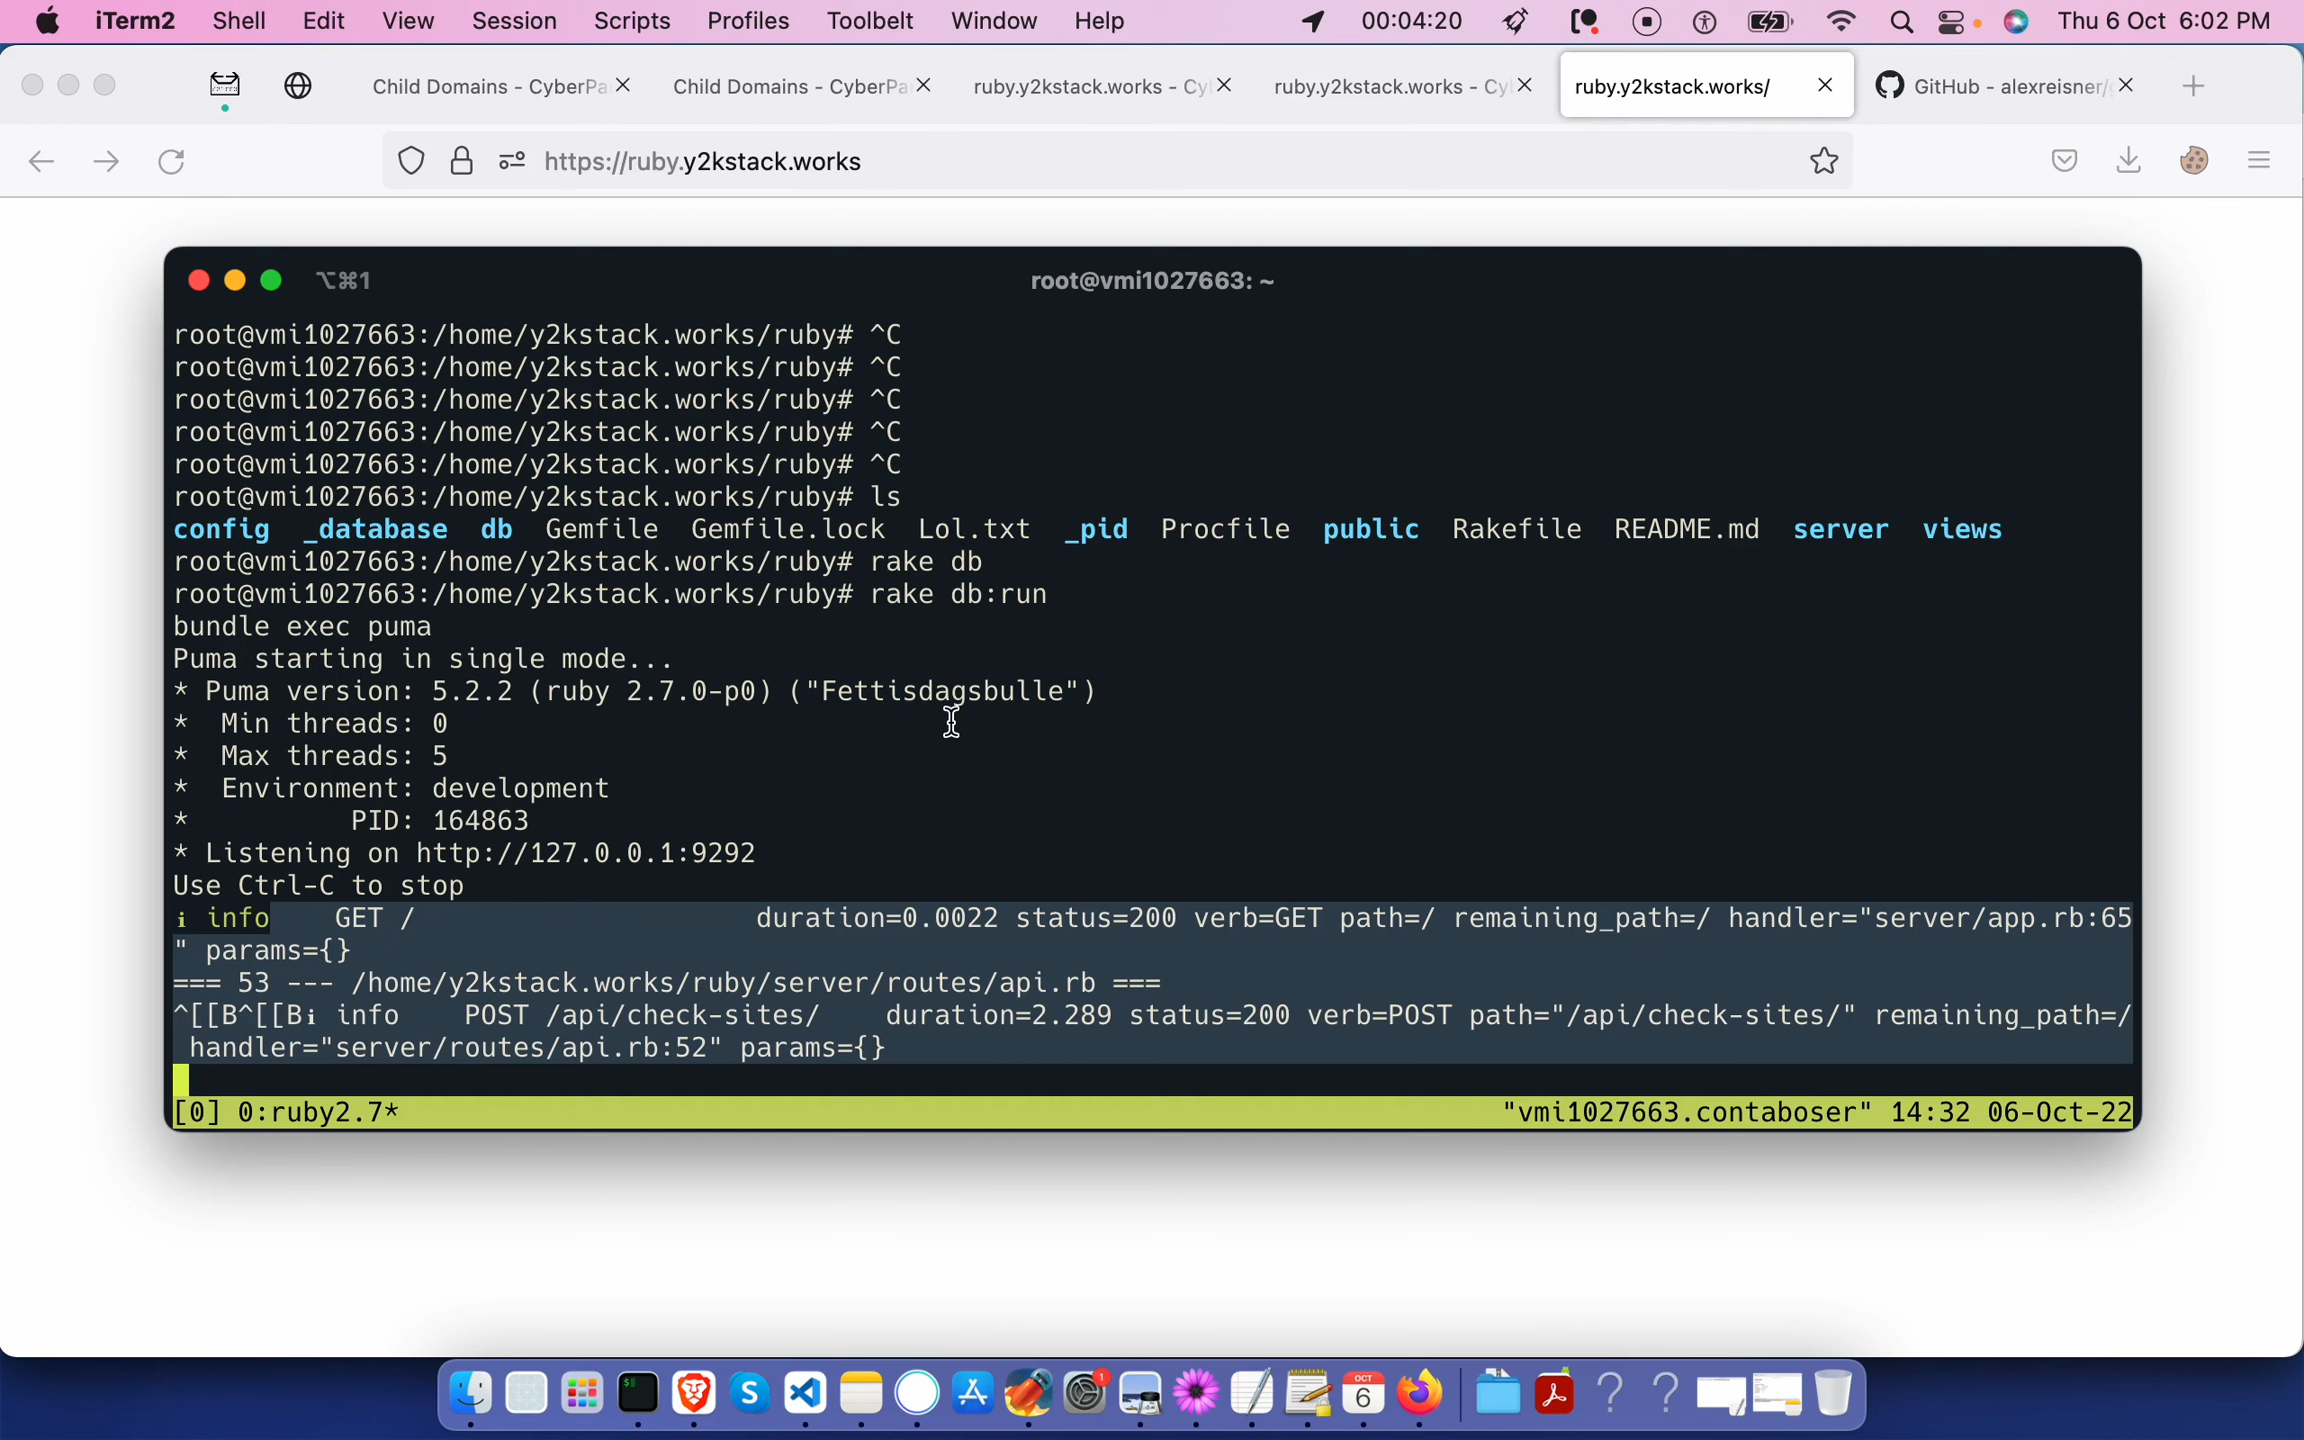 iTerm2 Shell Edit View Session Scripts Profiles Toolbelt Window Help 00:04:20 Thu 6 Oct 6:02 PM
Child Domains - CyberPa Child Domains - CyberPa ruby.y2kstack.works - Cy ruby.y2kstack.works - Cy ruby.y2kstack.works/ GitHub - alexreisner/
https://ruby.y2kstack.works
⌥⌘1 root@vmi1027663: ~
root@vmi1027663:/home/y2kstack.works/ruby# ^C
root@vmi1027663:/home/y2kstack.works/ruby# ^C
root@vmi1027663:/home/y2kstack.works/ruby# ^C
root@vmi1027663:/home/y2kstack.works/ruby# ^C
root@vmi1027663:/home/y2kstack.works/ruby# ^C
root@vmi1027663:/home/y2kstack.works/ruby# ls
config _database db Gemfile Gemfile.lock Lol.txt _pid Procfile public Rakefile README.md server views
root@vmi1027663:/home/y2kstack.works/ruby# rake db
root@vmi1027663:/home/y2kstack.works/ruby# rake db:run
bundle exec puma
Puma starting in single mode...
* Puma version: 5.2.2 (ruby 2.7.0-p0) ("Fettisdagsbulle")
* Min threads: 0
* Max threads: 5
* Environment: development
* PID: 164863
* Listening on http://127.0.0.1:9292
Use Ctrl-C to stop
ℹ info GET / duration=0.0022 status=200 verb=GET path=/ remaining_path=/ handler="server/app.rb:65
" params={}
=== 53 --- /home/y2kstack.works/ruby/server/routes/api.rb ===
^[[B^[[Bℹ info POST /api/check-sites/ duration=2.289 status=200 verb=POST path="/api/check-sites/" remaining_path=/
handler="server/routes/api.rb:52" params={}
[0] 0:ruby2.7* "vmi1027663.contaboser" 14:32 06-Oct-22
1
OCT
6